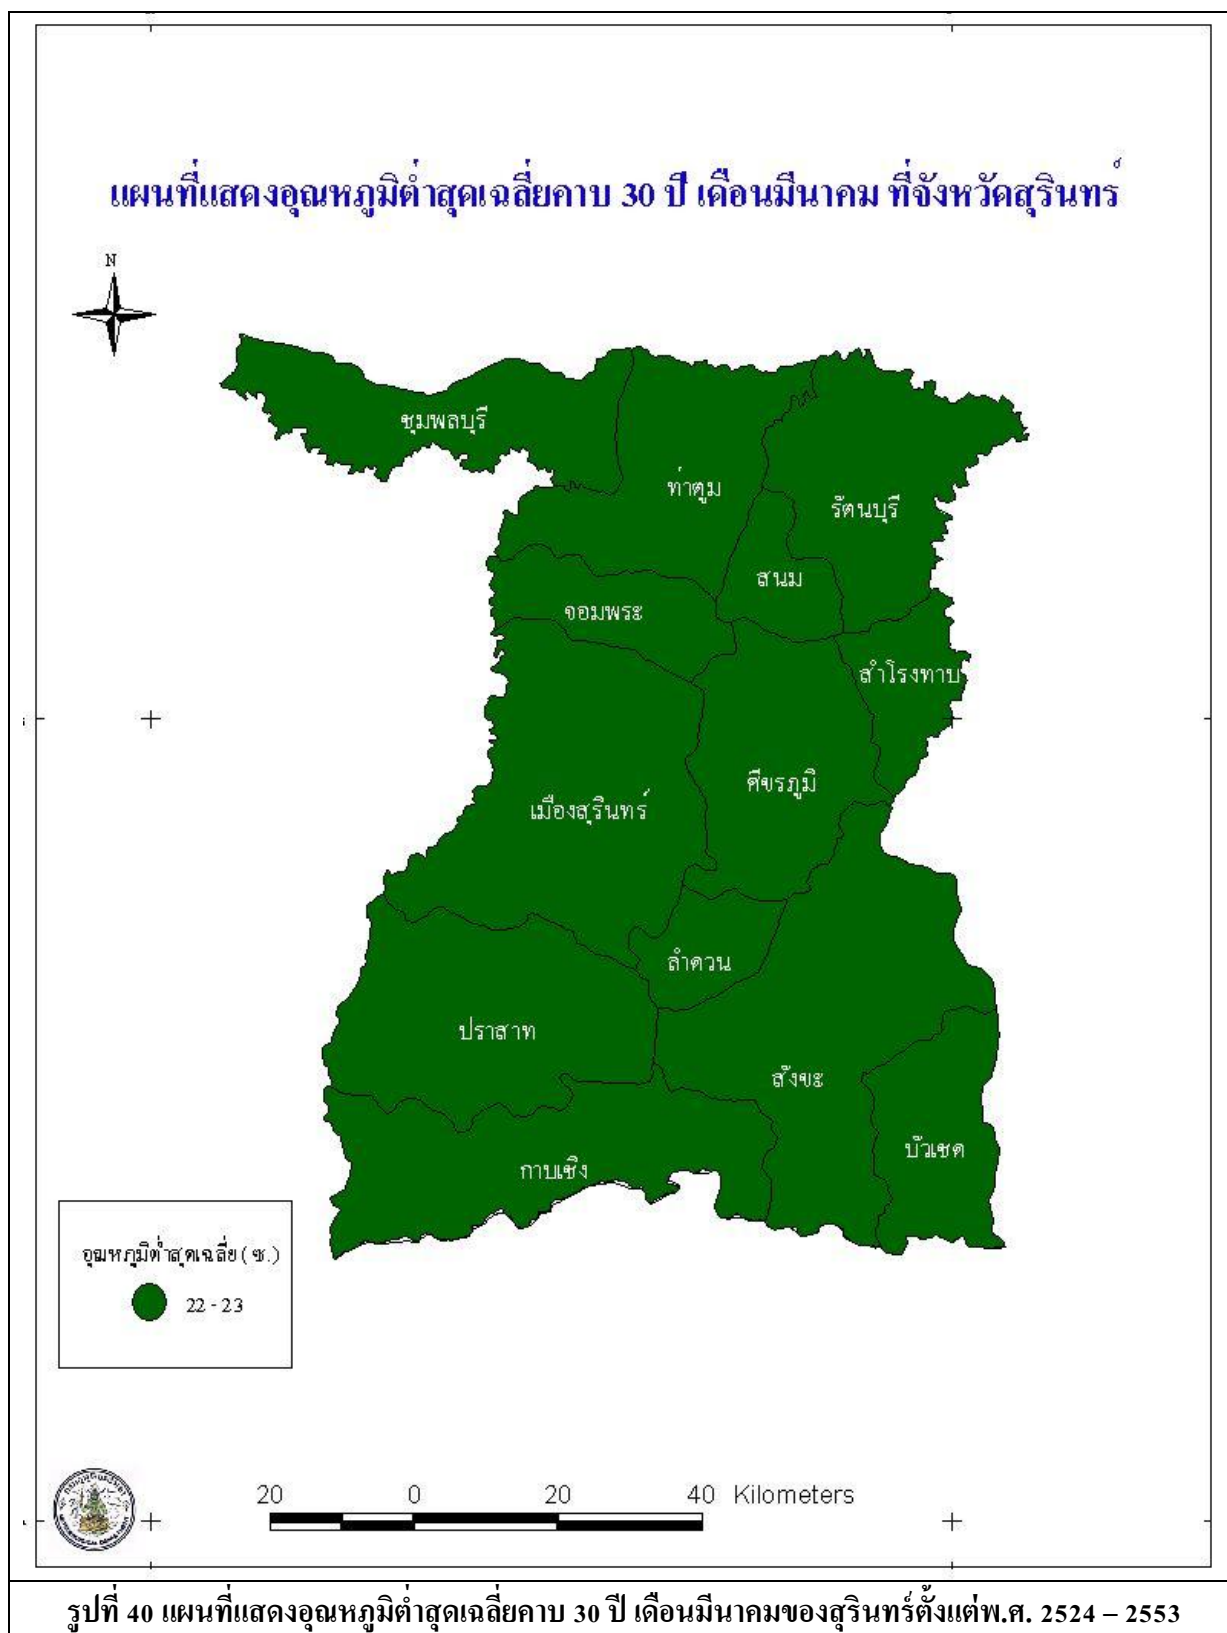 แผนที่แสดงอุณหภูมิต่ำสุดเฉลี่ยคาบ 30 ปี เดือนมีนาคม ที่จังหวัดสุรินทร์
N
ชุมพลบุรี
ท่าตูม
รัตนบุรี
สนม
จอมพระ
สำโรงทาบ
ศีขรภูมิ
เมืองสุรินทร์
ลำดวน
ปราสาท
สังขะ
บัวเชด
กาบเชิง
อุณหภูมิต่ำสุดเฉลี่ย ( ซ.)
22 - 23
20 0 20 40 Kilometers
รูปที่ 40 แผนที่แสดงอุณหภูมิต่ำสุดเฉลี่ยคาบ 30 ปี เดือนมีนาคมของสุรินทร์ตั้งแต่พ.ศ. 2524 – 2553